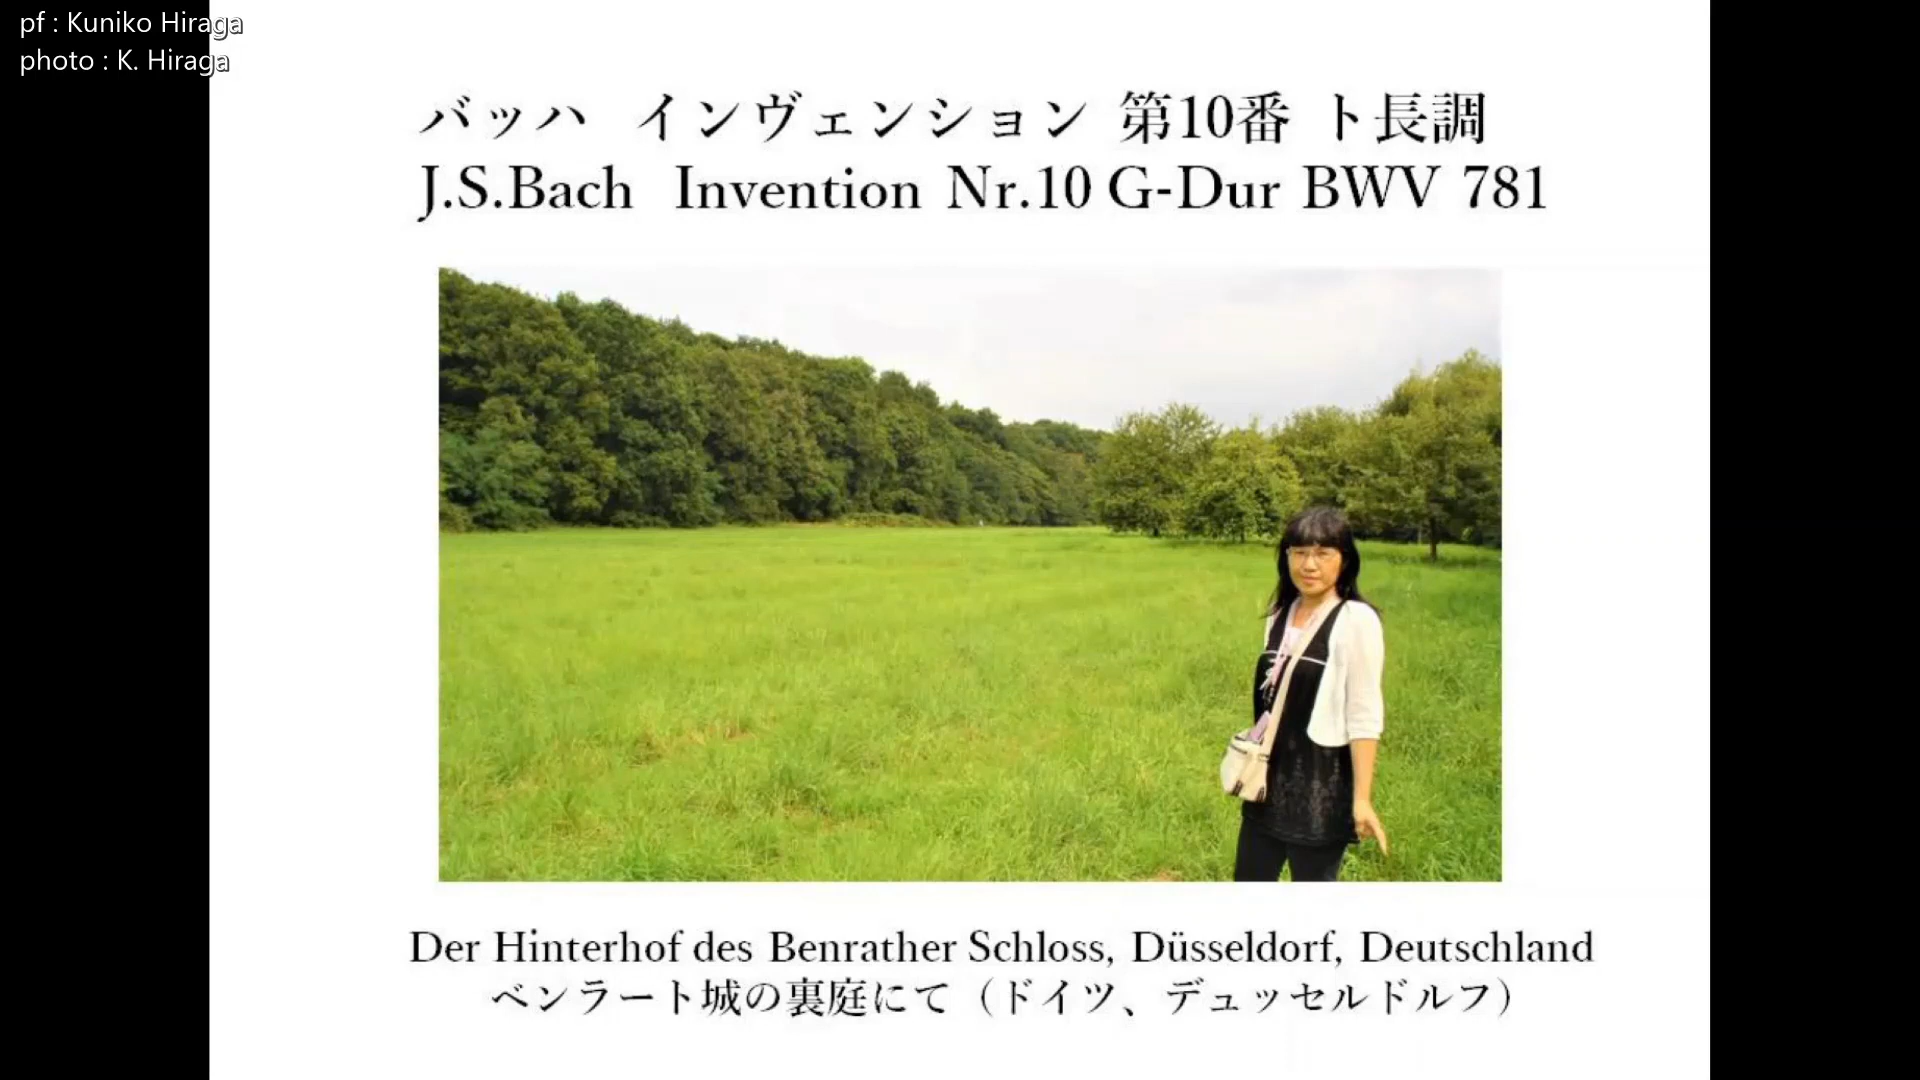 pf : Kuniko Hiraga
photo : K. Hiraga
バッハ インヴェンション 第10番 ト長調
J.S.Bach Invention Nr.10 G-Dur BWV 781
Der Hinterhof des Benrather Schloss, Düsseldorf, Deutschland
ベンラート城の裏庭にて（ドイツ、デュッセルドルフ）